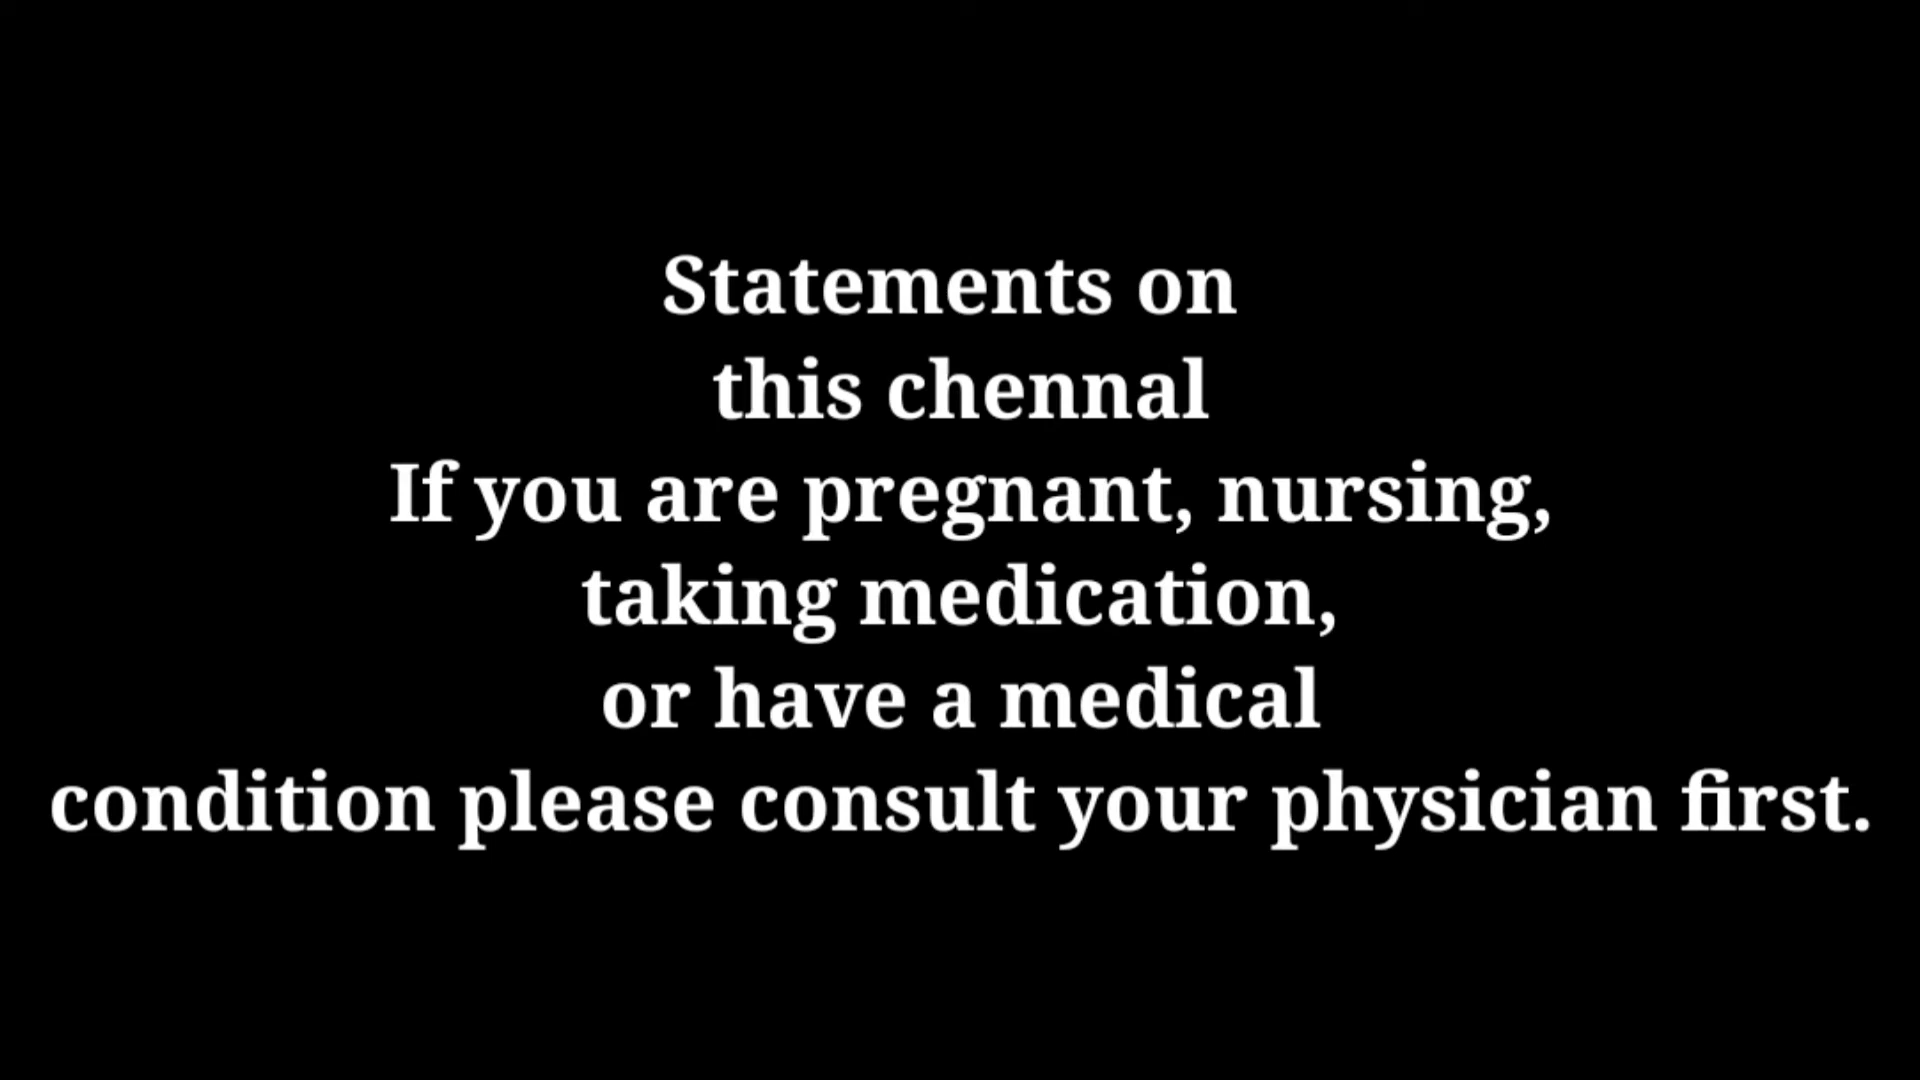 Statements on
this chennal
If you are pregnant, nursing,
taking medication,
or have a medical
condition please consult your physician first.